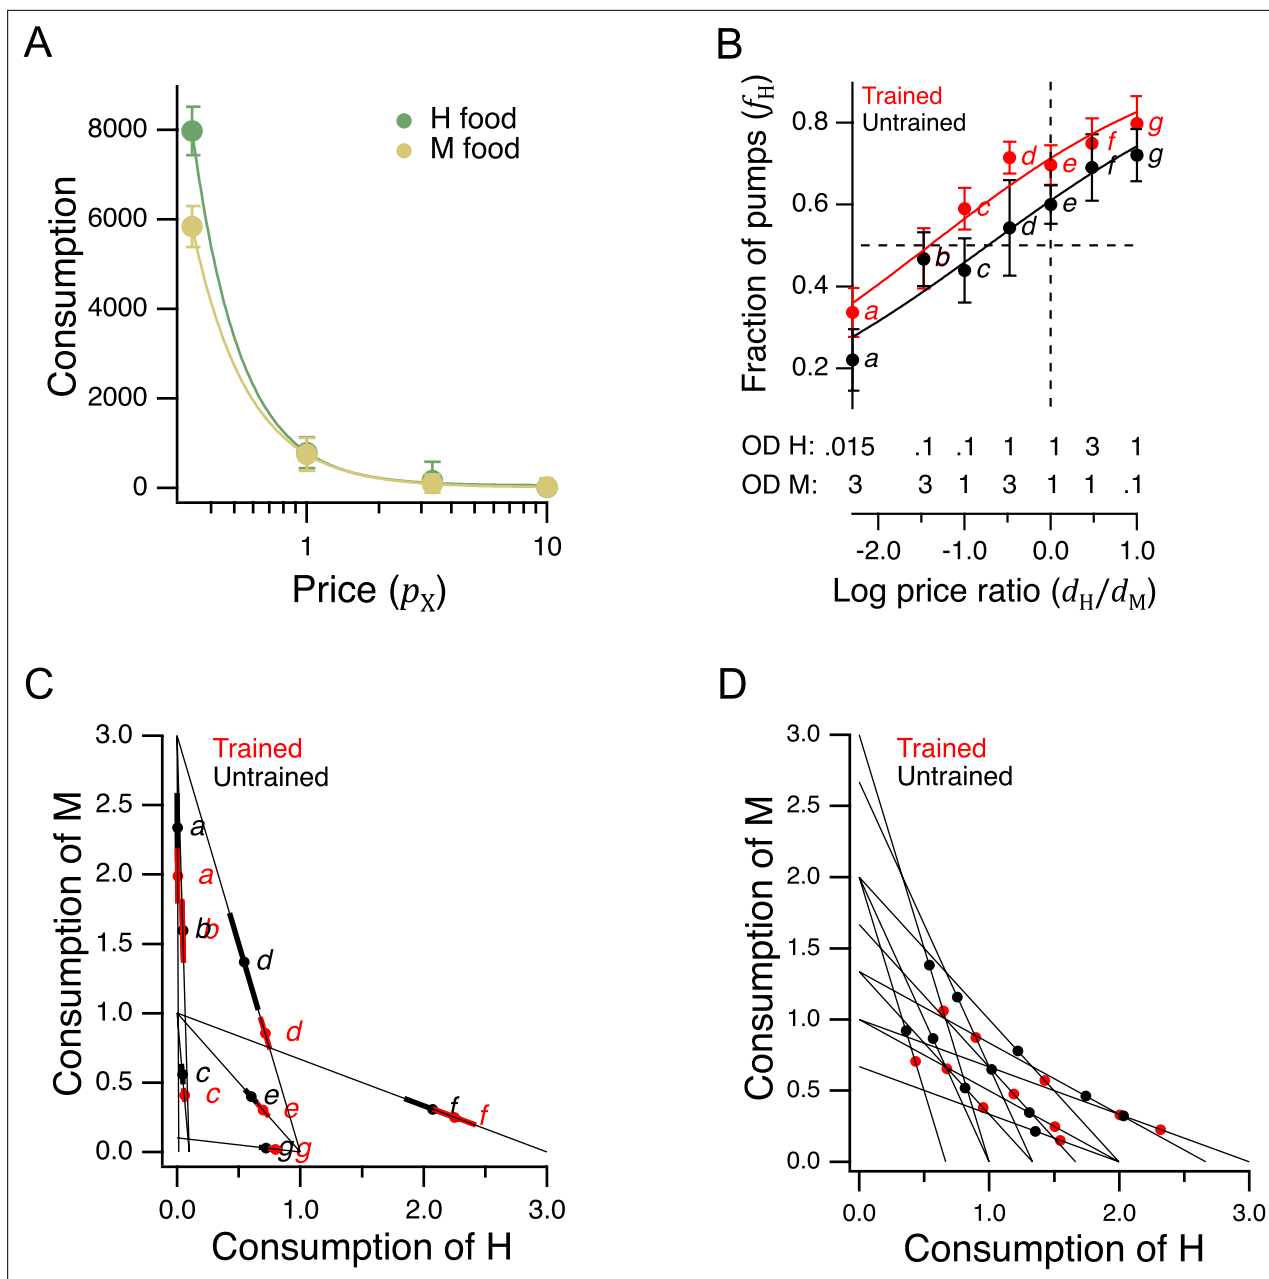 A
8000
6000
4000
2000
0
Consumption
H food
M food
1
10
Price (pX)
B
Trained
Untrained
0.8
0.6
0.4
0.2
Fraction of pumps (fH)
a
b
c
d
e
f
g
a
b
c
d
e
f
g
OD H: .015 .1 .1 1 1 3 1
OD M: 3 3 1 3 1 1 .1
-2.0 -1.0 0.0 1.0
Log price ratio (dH/dM)
C
Trained
Untrained
3.0
2.5
2.0
1.5
1.0
0.5
0.0
Consumption of M
a
a
b
b
d
d
c
c
e
e
f
f
g
g
0.0 1.0 2.0 3.0
Consumption of H
D
Trained
Untrained
3.0
2.5
2.0
1.5
1.0
0.5
0.0
Consumption of M
0.0 1.0 2.0 3.0
Consumption of H